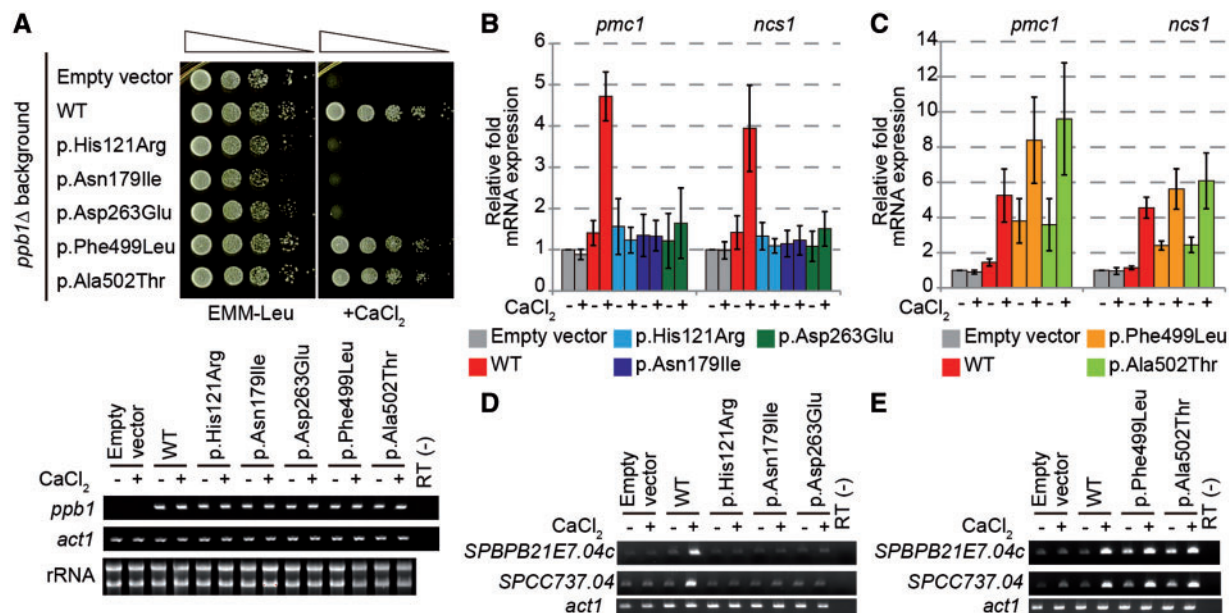 A
ppb1Δ background
Empty vector
WT
p.His121Arg
p.Asn179Ile
p.Asp263Glu
p.Phe499Leu
p.Ala502Thr
EMM-Leu
+CaCl2
Empty vector
WT
p.His121Arg
p.Asn179Ile
p.Asp263Glu
p.Phe499Leu
p.Ala502Thr
RT (-)
CaCl2 - + - + - + - + - + - + - +
ppb1
act1
rRNA
B
pmc1
ncs1
Relative fold mRNA expression
6
5
4
3
2
1
0
CaCl2 - + - + - + - + - + - + - + - + - + - +
Empty vector
WT
p.His121Arg
p.Asn179Ile
p.Asp263Glu
C
pmc1
ncs1
Relative fold mRNA expression
14
12
10
8
6
4
2
0
CaCl2 - + - + - + - + - + - + - + - +
Empty vector
WT
p.Phe499Leu
p.Ala502Thr
D
Empty vector
WT
p.His121Arg
p.Asn179Ile
p.Asp263Glu
RT (-)
CaCl2 - + - + - + - + - +
SPBPB21E7.04c
SPCC737.04
act1
E
Empty vector
WT
p.Phe499Leu
p.Ala502Thr
RT (-)
CaCl2 - + - + - + - +
SPBPB21E7.04c
SPCC737.04
act1